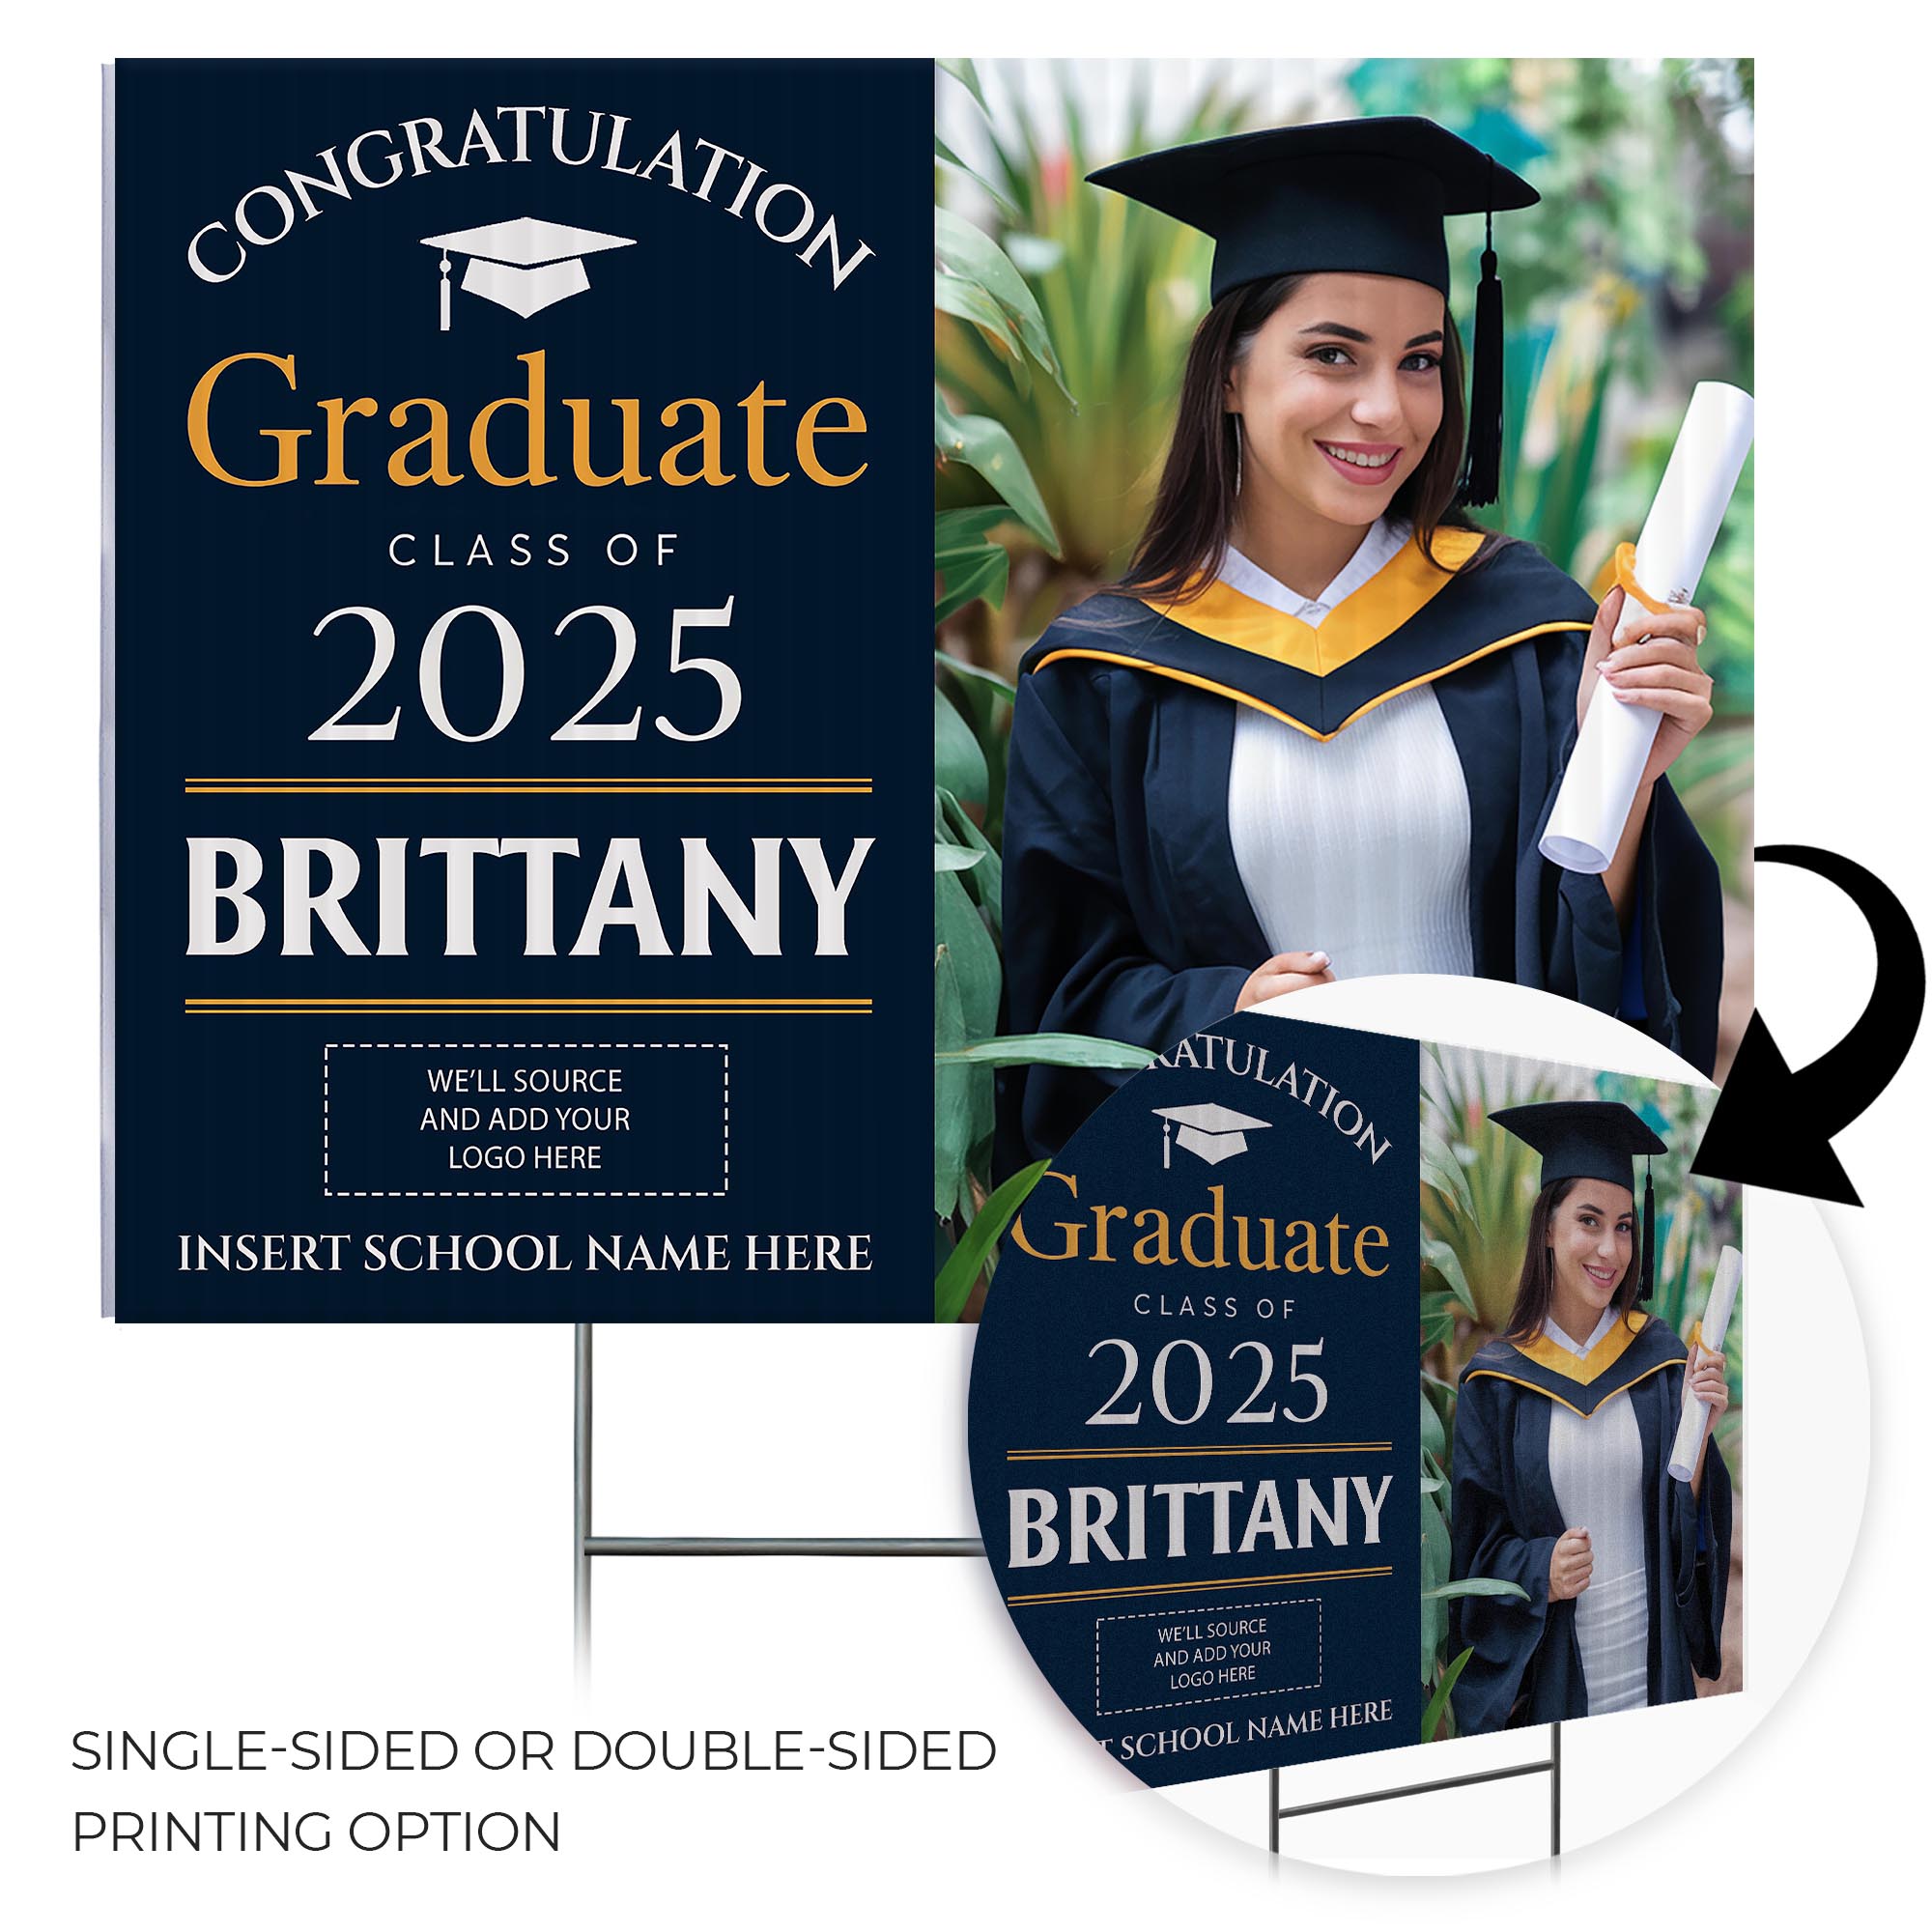 CONGRATULATION
Graduate
CLASS OF
2025
BRITTANY
WE'LL SOURCE
AND ADD YOUR
LOGO HERE
INSERT SCHOOL NAME HERE
RATULATION
Graduate
CLASS OF
2025
BRITTANY
WE'LL SOURCE
AND ADD YOUR
LOGO HERE
T SCHOOL NAME HERE
SINGLE-SIDED OR DOUBLE-SIDED
PRINTING OPTION